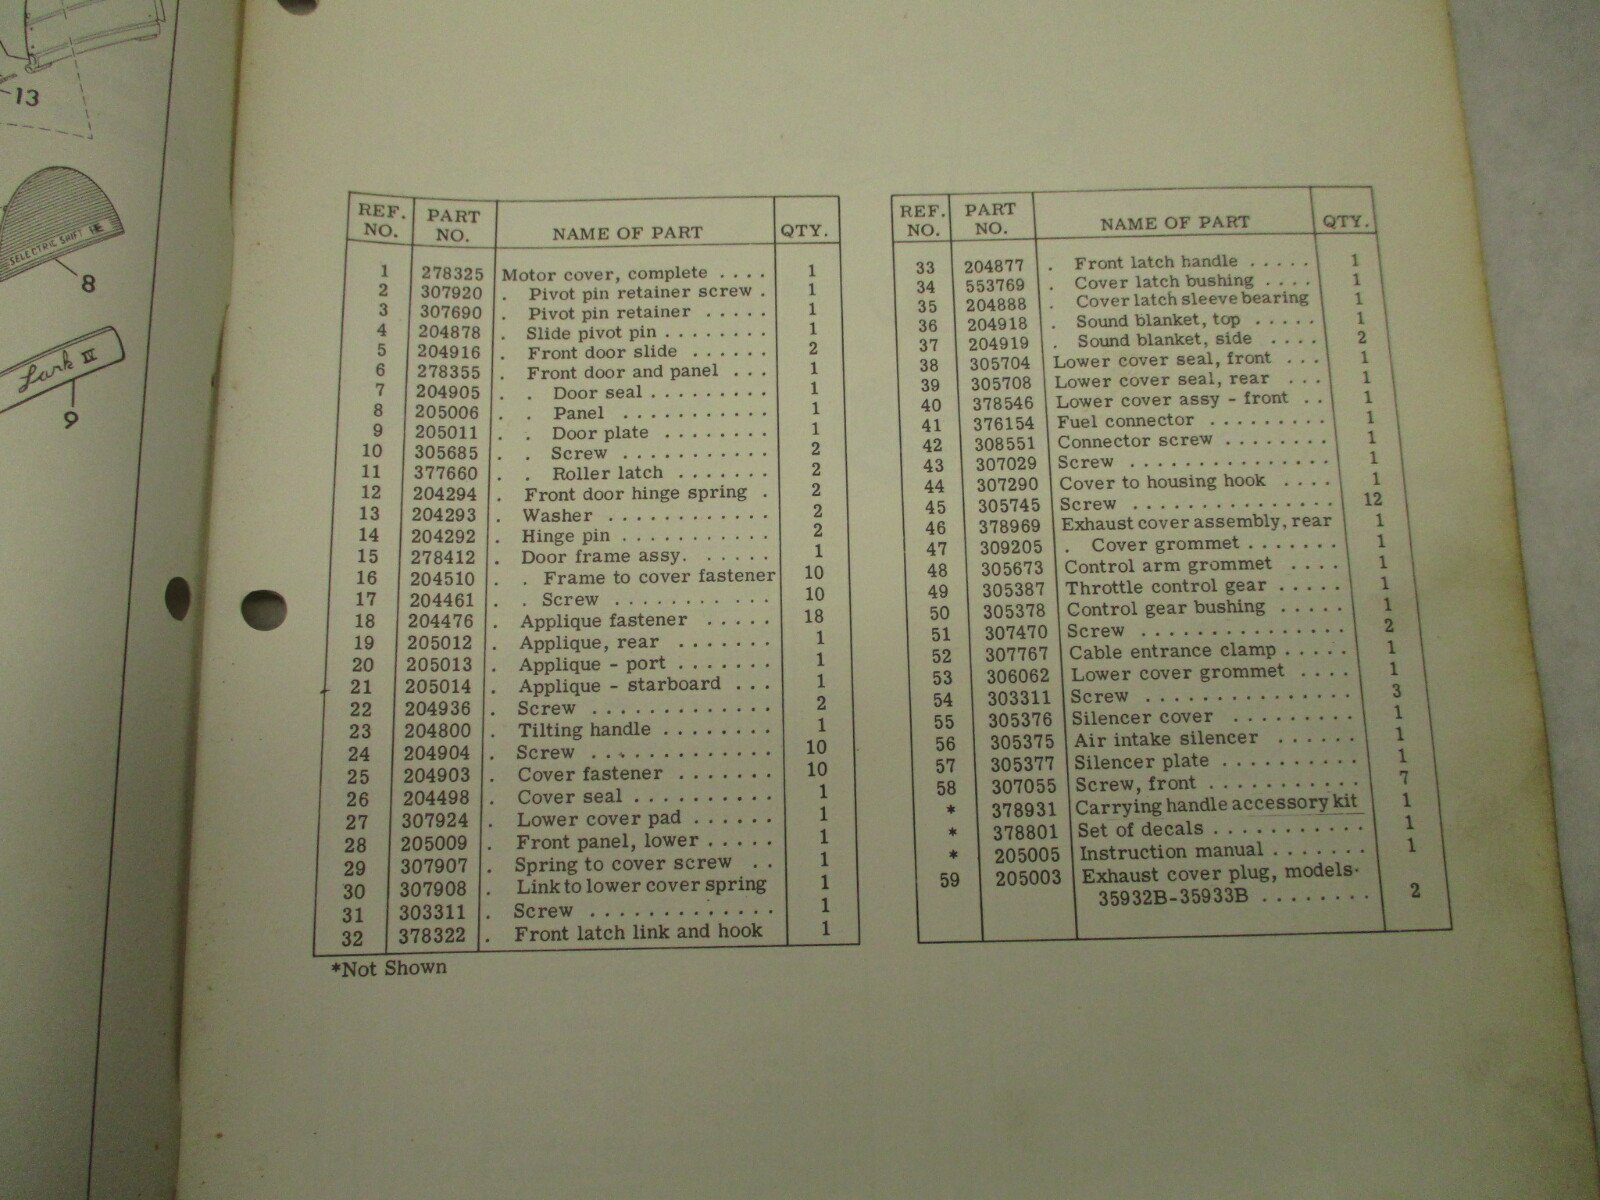 13
SELECTRIC SHIFT
8
Lark IV
9
REF. NO. PART NO. NAME OF PART QTY.
1 278325 Motor cover, complete . . . . 1
2 307920 . Pivot pin retainer screw . 1
3 307690 . Pivot pin retainer . . . . . 1
4 204878 . Slide pivot pin . . . . . . . . 1
5 204916 . Front door slide . . . . . . 2
6 278355 . Front door and panel . . . 1
7 204905 . . Door seal . . . . . . . . . 1
8 205006 . . Panel . . . . . . . . . . . 1
9 205011 . . Door plate . . . . . . . . 1
10 305685 . . Screw . . . . . . . . . . . 2
11 377660 . . Roller latch . . . . . . . 2
12 204294 . Front door hinge spring . 2
13 204293 . Washer . . . . . . . . . . . . 2
14 204292 . Hinge pin . . . . . . . . . . . 2
15 278412 . Door frame assy. . . . . . 1
16 204510 . . Frame to cover fastener 10
17 204461 . . Screw . . . . . . . . . . . 10
18 204476 . Applique fastener . . . . . 18
19 205012 . Applique, rear . . . . . . . 1
20 205013 . Applique - port . . . . . . . 1
21 205014 . Applique - starboard . . . 1
22 204936 . Screw . . . . . . . . . . . . . 2
23 204800 . Tilting handle . . . . . . . . 1
24 204904 . Screw . . . . . . . . . . . . . 10
25 204903 . Cover fastener . . . . . . . 10
26 204498 . Cover seal . . . . . . . . . . 1
27 307924 . Lower cover pad . . . . . . 1
28 205009 . Front panel, lower . . . . . 1
29 307907 . Spring to cover screw . . 1
30 307908 . Link to lower cover spring 1
31 303311 . Screw . . . . . . . . . . . . . 1
32 378322 . Front latch link and hook 1
*Not Shown
REF. NO. PART NO. NAME OF PART QTY.
33 204877 . Front latch handle . . . . . 1
34 553769 . Cover latch bushing . . . . 1
35 204888 . Cover latch sleeve bearing 1
36 204918 . Sound blanket, top . . . . . 1
37 204919 . Sound blanket, side . . . . 2
38 305704 Lower cover seal, front . . . 1
39 305708 Lower cover seal, rear . . . 1
40 378546 Lower cover assy - front . . 1
41 376154 Fuel connector . . . . . . . . . 1
42 308551 Connector screw . . . . . . . . 1
43 307029 Screw . . . . . . . . . . . . . . . 1
44 307290 Cover to housing hook . . . . 1
45 305745 Screw . . . . . . . . . . . . . . . 12
46 378969 Exhaust cover assembly, rear 1
47 309205 . Cover grommet . . . . . . . 1
48 305673 Control arm grommet . . . . 1
49 305387 Throttle control gear . . . . . 1
50 305378 Control gear bushing . . . . . 1
51 307470 Screw . . . . . . . . . . . . . . . 2
52 307767 Cable entrance clamp . . . . . 1
53 306062 Lower cover grommet . . . . 1
54 303311 Screw . . . . . . . . . . . . . . . 3
55 305376 Silencer cover . . . . . . . . . 1
56 305375 Air intake silencer . . . . . . 1
57 305377 Silencer plate . . . . . . . . . . 1
58 307055 Screw, front . . . . . . . . . . . 7
* 378931 Carrying handle accessory kit 1
* 378801 Set of decals . . . . . . . . . . . 1
* 205005 Instruction manual . . . . . . . 1
59 205003 Exhaust cover plug, models-
35932B-35933B . . . . . . . . 2